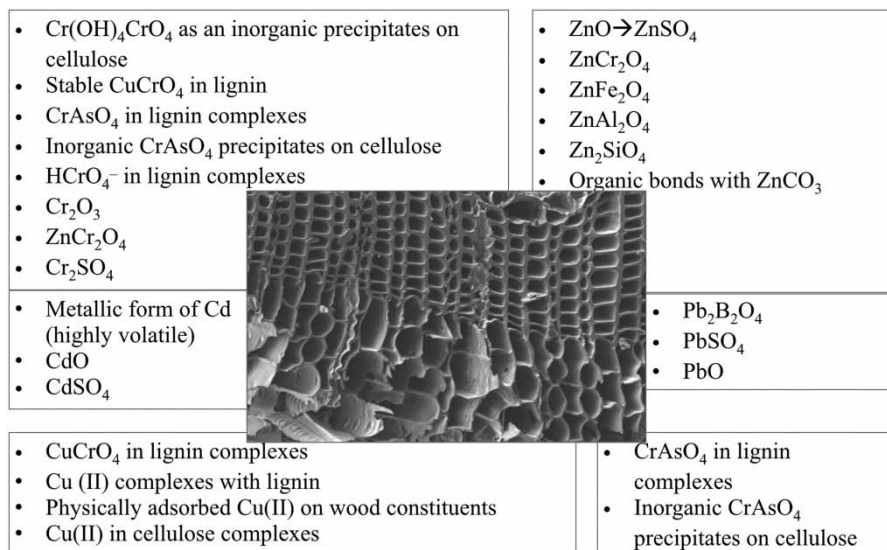 • Cr(OH)₄CrO₄ as an inorganic precipitates on
cellulose
• Stable CuCrO₄ in lignin
• CrAsO₄ in lignin complexes
• Inorganic CrAsO₄ precipitates on cellulose
• HCrO₄⁻ in lignin complexes
• Cr₂O₃
• ZnCr₂O₄
• Cr₂SO₄
• ZnO→ZnSO₄
• ZnCr₂O₄
• ZnFe₂O₄
• ZnAl₂O₄
• Zn₂SiO₄
• Organic bonds with ZnCO₃
• Metallic form of Cd
(highly volatile)
• CdO
• CdSO₄
• Pb₂B₂O₄
• PbSO₄
• PbO
• CuCrO₄ in lignin complexes
• Cu (II) complexes with lignin
• Physically adsorbed Cu(II) on wood constituents
• Cu(II) in cellulose complexes
• CrAsO₄ in lignin
complexes
• Inorganic CrAsO₄
precipitates on cellulose